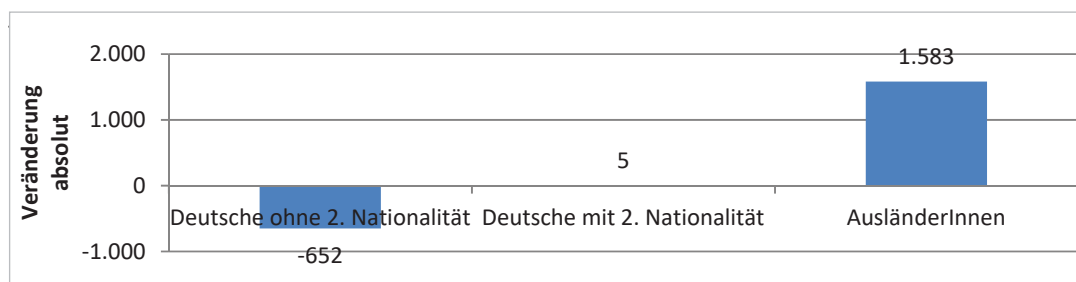 Veränderung
absolut
2.000
1.000
0
-1.000
1.583
5
-652
Deutsche ohne 2. Nationalität
Deutsche mit 2. Nationalität
AusländerInnen